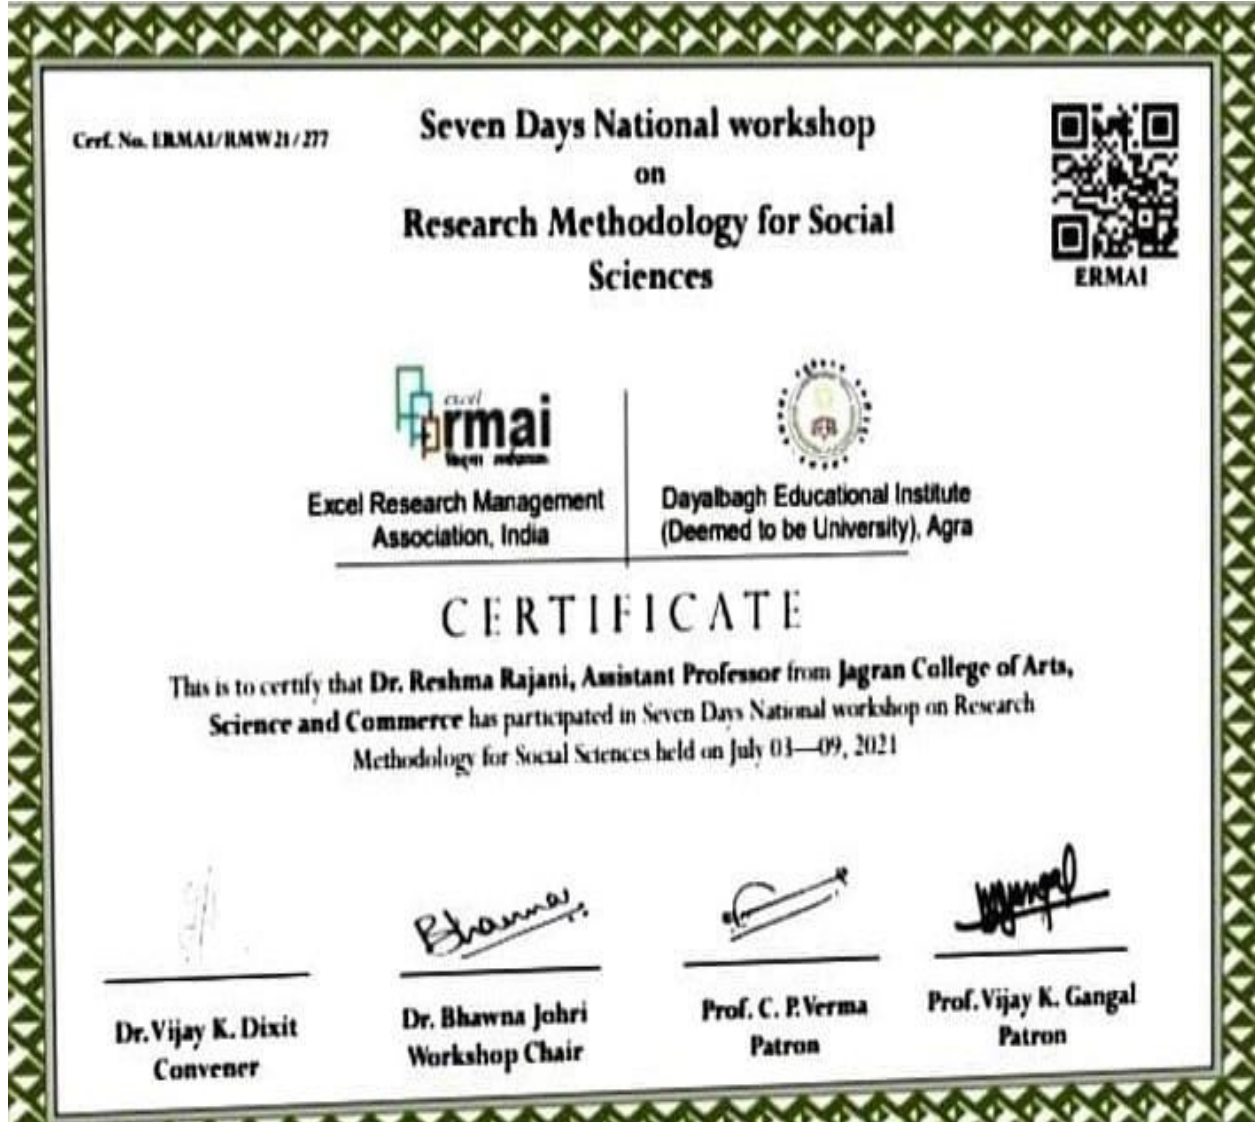 Cerf. No. ERMAI/RMW21/277
Seven Days National workshop
on
Research Methodology for Social
Sciences
ERMAI
excel
rmai
Excel Research Management
Association, India
Dayalbagh Educational Institute
(Deemed to be University), Agra
CERTIFICATE
This is to certify that Dr. Reshma Rajani, Assistant Professor from Jagran College of Arts,
Science and Commerce has participated in Seven Days National workshop on Research
Methodology for Social Sciences held on July 03—09, 2021
Bhawna
Dr. Vijay K. Dixit
Convener
Dr. Bhawna Johri
Workshop Chair
Prof. C. P. Verma
Patron
Prof. Vijay K. Gangal
Patron